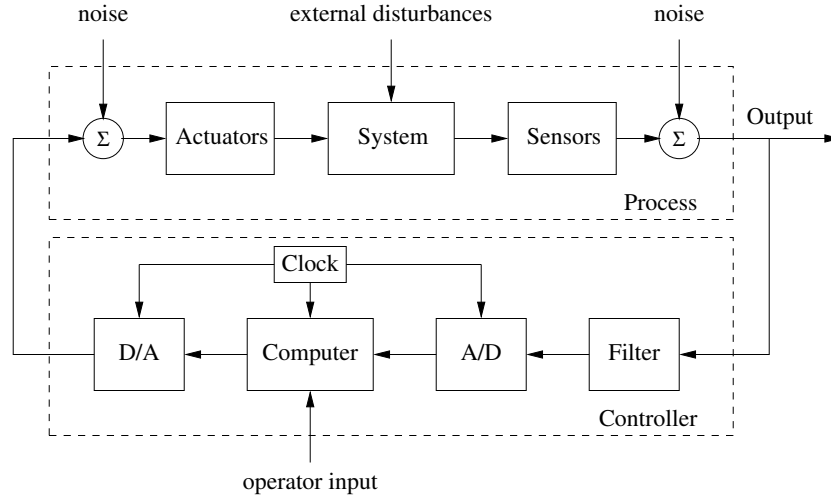 noise
external disturbances
noise
Σ
Actuators
System
Sensors
Σ
Output
Process
Clock
D/A
Computer
A/D
Filter
Controller
operator input